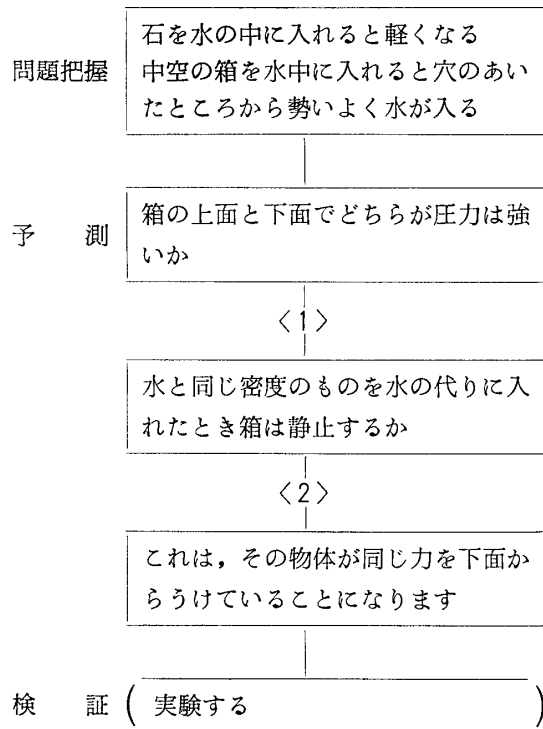 石を水の中に入れると軽くなる
問題把握 中空の箱を水中に入れると穴のあい
たところから勢いよく水が入る
箱の上面と下面でどちらが圧力は強
予 測
いか
〈1〉
水と同じ密度のものを水の代りに入
れたとき箱は静止するか
〈2〉
これは，その物体が同じ力を下面か
らうけていることになります
検 証 ( 実験する )